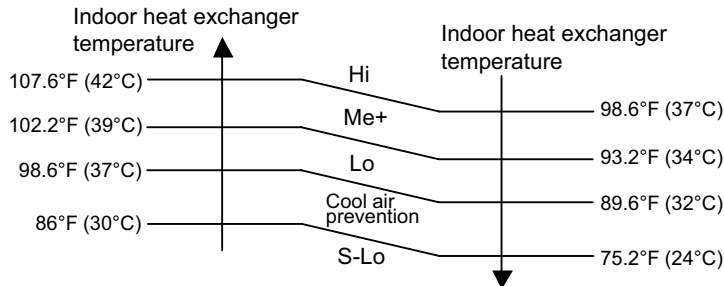 Indoor heat exchanger
temperature
107.6°F (42°C)
102.2°F (39°C)
98.6°F (37°C)
86°F (30°C)
Hi
Me+
Lo
Cool air
prevention
S-Lo
Indoor heat exchanger
temperature
98.6°F (37°C)
93.2°F (34°C)
89.6°F (32°C)
75.2°F (24°C)